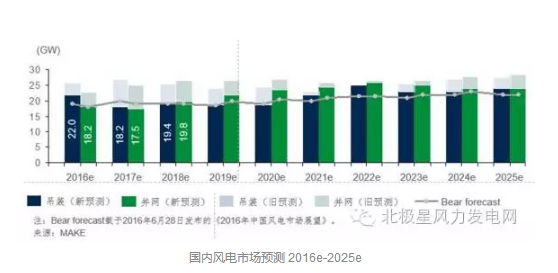 (GW)
30
25
20
15
10
5
0
22.0
18.2
18.2
17.5
19.4
19.8
2016e 2017e 2018e 2019e 2020e 2021e 2022e 2023e 2024e 2025e
吊装（新预测） 并网（新预测） 吊装（旧预测） 并网（旧预测） Bear forecast
注：Bear forecast载于2016年6月28日发布的《2016年中国风电市场展望》。
来源：MAKE
北极星风力发电网
国内风电市场预测 2016e-2025e